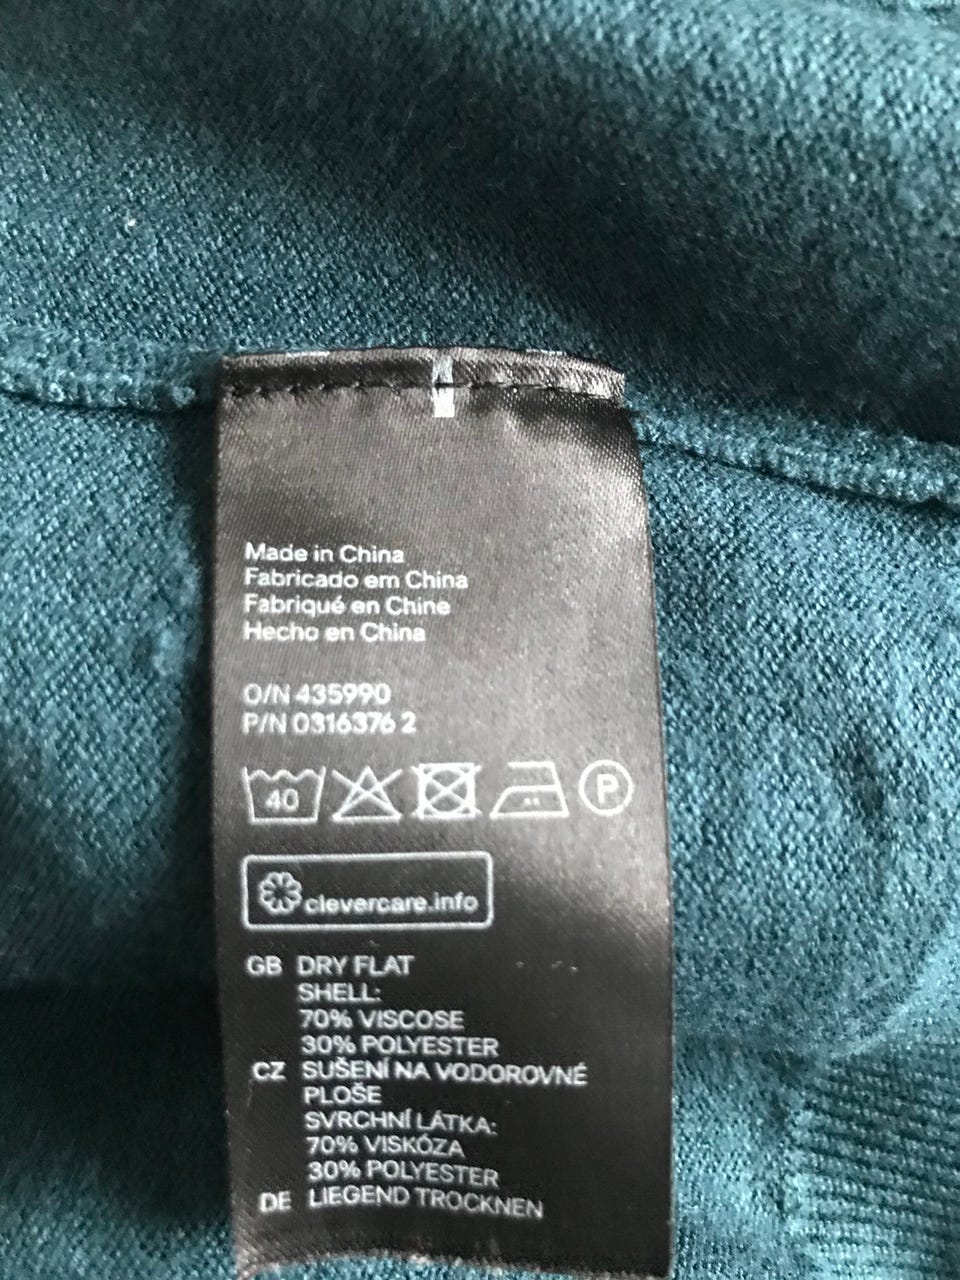 Made in China
Fabricado em China
Fabriqué en Chine
Hecho en China
O/N 435990
P/N 0316376 2
40 P
clevercare.info
GB DRY FLAT
SHELL:
70% VISCOSE
30% POLYESTER
CZ SUŠENÍ NA VODOROVNÉ
PLOŠE
SVRCHNÍ LÁTKA:
70% VISKÓZA
30% POLYESTER
DE LIEGEND TROCKNEN